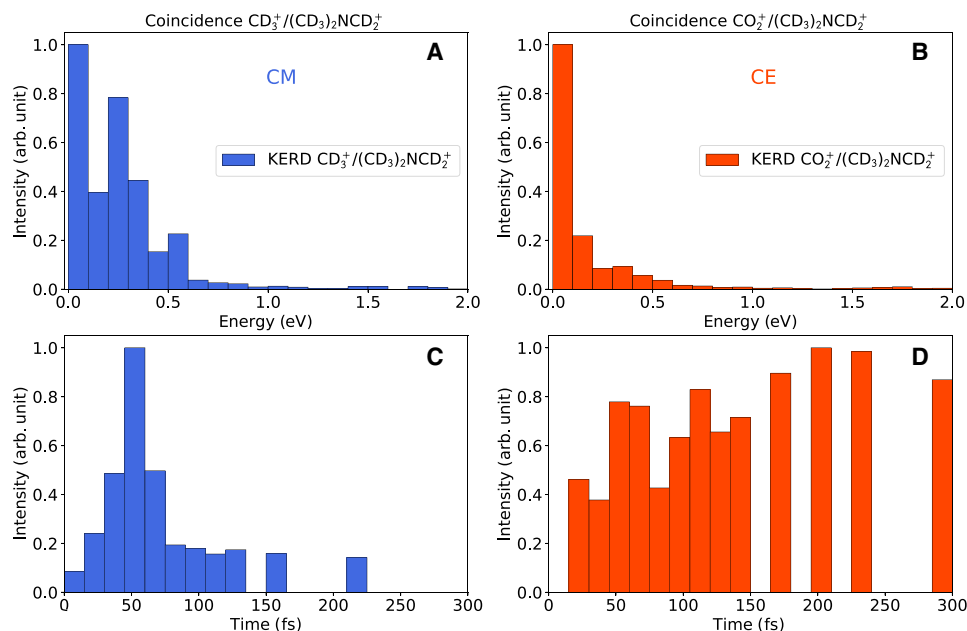 Coincidence CD₃⁺/(CD₃)₂NCD₂⁺
A
CM
KERD CD₃⁺/(CD₃)₂NCD₂⁺
Intensity (arb. unit)
1.0
0.8
0.6
0.4
0.2
0.0
0.0 0.5 1.0 1.5 2.0
Energy (eV)
Coincidence CO₂⁺/(CD₃)₂NCD₂⁺
B
CE
KERD CO₂⁺/(CD₃)₂NCD₂⁺
Intensity (arb. unit)
1.0
0.8
0.6
0.4
0.2
0.0
0.0 0.5 1.0 1.5 2.0
Energy (eV)
C
Intensity (arb. unit)
1.0
0.8
0.6
0.4
0.2
0.0
0 50 100 150 200 250 300
Time (fs)
D
Intensity (arb. unit)
1.0
0.8
0.6
0.4
0.2
0.0
0 50 100 150 200 250 300
Time (fs)